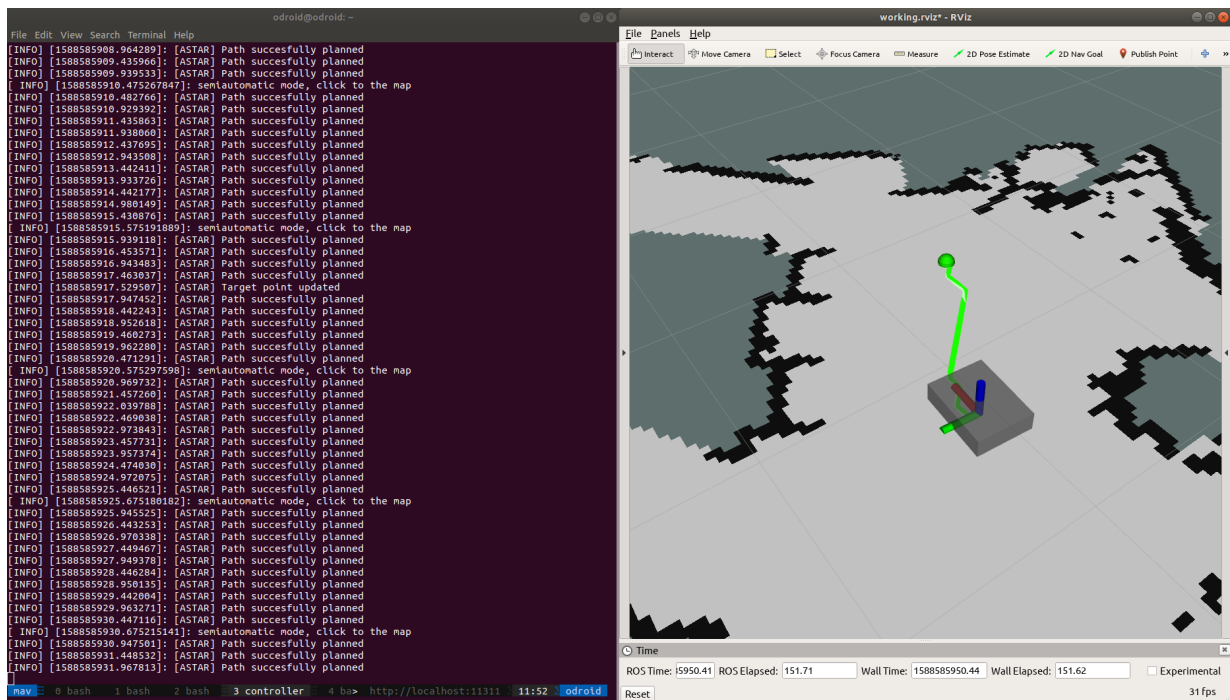 odroid@odroid: ~
File Edit View Search Terminal Help
[INFO] [1588585908.964289]: [ASTAR] Path succesfully planned
[INFO] [1588585909.435966]: [ASTAR] Path succesfully planned
[INFO] [1588585909.939533]: [ASTAR] Path succesfully planned
[ INFO] [1588585910.475267847]: semiautomatic mode, click to the map
[INFO] [1588585910.482766]: [ASTAR] Path succesfully planned
[INFO] [1588585910.929392]: [ASTAR] Path succesfully planned
[INFO] [1588585911.435863]: [ASTAR] Path succesfully planned
[INFO] [1588585911.938060]: [ASTAR] Path succesfully planned
[INFO] [1588585912.437695]: [ASTAR] Path succesfully planned
[INFO] [1588585912.943508]: [ASTAR] Path succesfully planned
[INFO] [1588585913.442411]: [ASTAR] Path succesfully planned
[INFO] [1588585913.933726]: [ASTAR] Path succesfully planned
[INFO] [1588585914.442177]: [ASTAR] Path succesfully planned
[INFO] [1588585914.980149]: [ASTAR] Path succesfully planned
[INFO] [1588585915.430876]: [ASTAR] Path succesfully planned
[ INFO] [1588585915.575191889]: semiautomatic mode, click to the map
[INFO] [1588585915.939118]: [ASTAR] Path succesfully planned
[INFO] [1588585916.453571]: [ASTAR] Path succesfully planned
[INFO] [1588585916.943483]: [ASTAR] Path succesfully planned
[INFO] [1588585917.463037]: [ASTAR] Path succesfully planned
[INFO] [1588585917.529507]: [ASTAR] Target point updated
[INFO] [1588585917.947452]: [ASTAR] Path succesfully planned
[INFO] [1588585918.442243]: [ASTAR] Path succesfully planned
[INFO] [1588585918.952618]: [ASTAR] Path succesfully planned
[INFO] [1588585919.460273]: [ASTAR] Path succesfully planned
[INFO] [1588585919.962280]: [ASTAR] Path succesfully planned
[INFO] [1588585920.471291]: [ASTAR] Path succesfully planned
[ INFO] [1588585920.575297598]: semiautomatic mode, click to the map
[INFO] [1588585920.969732]: [ASTAR] Path succesfully planned
[INFO] [1588585921.457260]: [ASTAR] Path succesfully planned
[INFO] [1588585922.039788]: [ASTAR] Path succesfully planned
[INFO] [1588585922.469038]: [ASTAR] Path succesfully planned
[INFO] [1588585922.973843]: [ASTAR] Path succesfully planned
[INFO] [1588585923.457731]: [ASTAR] Path succesfully planned
[INFO] [1588585923.957374]: [ASTAR] Path succesfully planned
[INFO] [1588585924.474030]: [ASTAR] Path succesfully planned
[INFO] [1588585924.972075]: [ASTAR] Path succesfully planned
[INFO] [1588585925.446521]: [ASTAR] Path succesfully planned
[ INFO] [1588585925.675180182]: semiautomatic mode, click to the map
[INFO] [1588585925.945525]: [ASTAR] Path succesfully planned
[INFO] [1588585926.443253]: [ASTAR] Path succesfully planned
[INFO] [1588585926.970338]: [ASTAR] Path succesfully planned
[INFO] [1588585927.449467]: [ASTAR] Path succesfully planned
[INFO] [1588585927.949378]: [ASTAR] Path succesfully planned
[INFO] [1588585928.446284]: [ASTAR] Path succesfully planned
[INFO] [1588585928.950135]: [ASTAR] Path succesfully planned
[INFO] [1588585929.442004]: [ASTAR] Path succesfully planned
[INFO] [1588585929.963271]: [ASTAR] Path succesfully planned
[INFO] [1588585930.447116]: [ASTAR] Path succesfully planned
[ INFO] [1588585930.675215141]: semiautomatic mode, click to the map
[INFO] [1588585930.947501]: [ASTAR] Path succesfully planned
[INFO] [1588585931.448532]: [ASTAR] Path succesfully planned
[INFO] [1588585931.967813]: [ASTAR] Path succesfully planned
mav 0 bash 1 bash 2 bash 3 controller 4 ba> http://localhost:11311 11:52 odroid
working.rviz* - RViz
File Panels Help
Interact Move Camera Select Focus Camera Measure 2D Pose Estimate 2D Nav Goal Publish Point »
Time
ROS Time: 35950.41 ROS Elapsed: 151.71 Wall Time: 1588585950.44 Wall Elapsed: 151.62 Experimental
Reset 31 fps